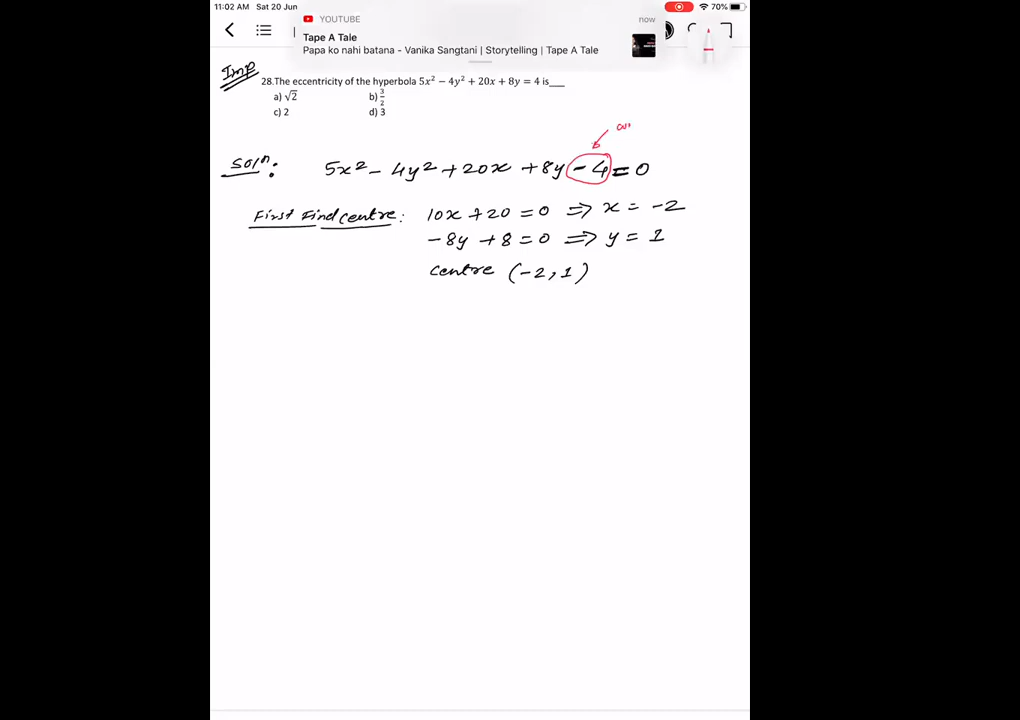 11:02 AM Sat 20 Jun
70%
YOUTUBE
now
Tape A Tale
Papa ko nahi batana - Vanika Sangtani | Storytelling | Tape A Tale
Imp
28.The eccentricity of the hyperbola 5x² − 4y² + 20x + 8y = 4 is___
a) √2 b) 3/2
c) 2 d) 3
Soln: 5x² − 4y² + 20x + 8y − 4 = 0
First Find centre: 10x + 20 = 0 ⇒ x = −2
−8y + 8 = 0 ⇒ y = 1
centre (−2, 1)